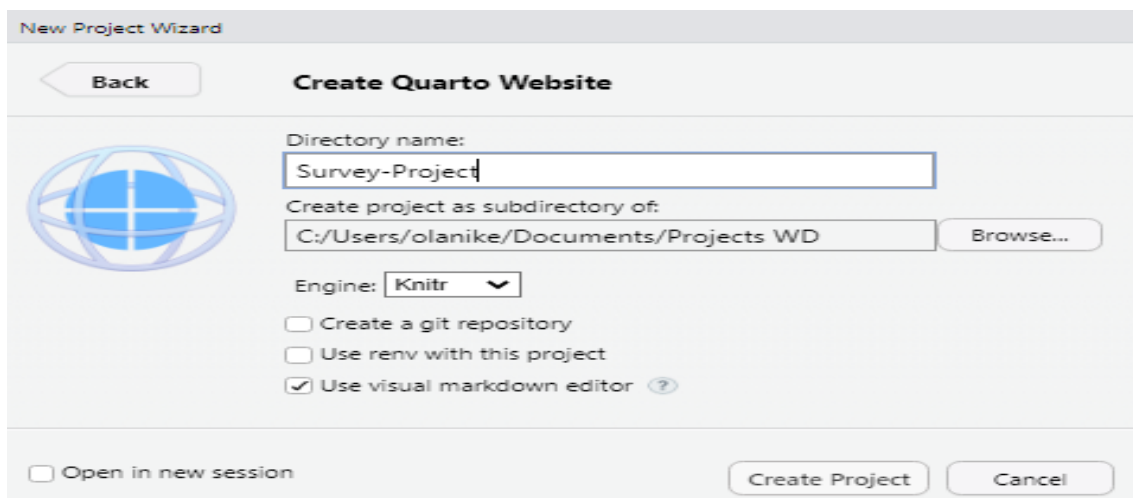 New Project Wizard
Back
Create Quarto Website
Directory name:
Survey-Project
Create project as subdirectory of:
C:/Users/olanike/Documents/Projects WD
Browse...
Engine: Knitr
Create a git repository
Use renv with this project
Use visual markdown editor ?
Open in new session
Create Project
Cancel